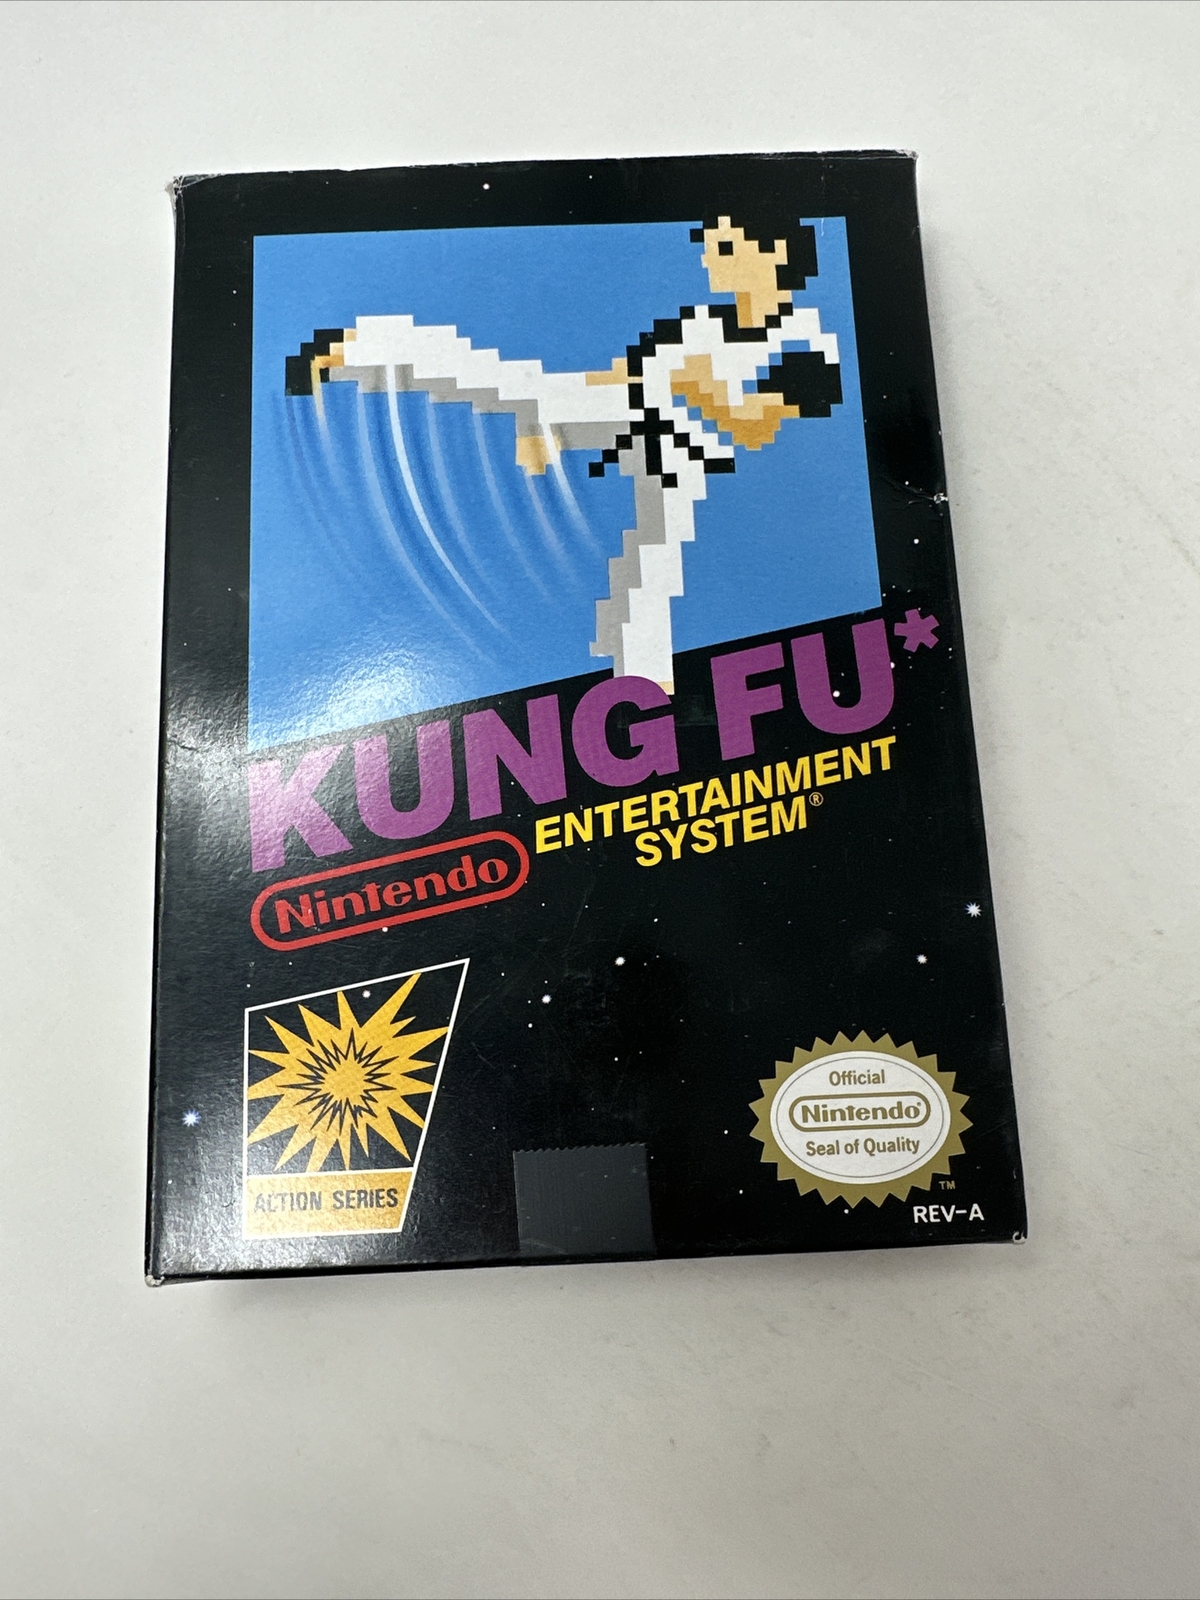 KUNG FU*
ENTERTAINMENT
SYSTEM®
Nintendo
ACTION SERIES
Official
Nintendo®
Seal of Quality
TM
REV-A